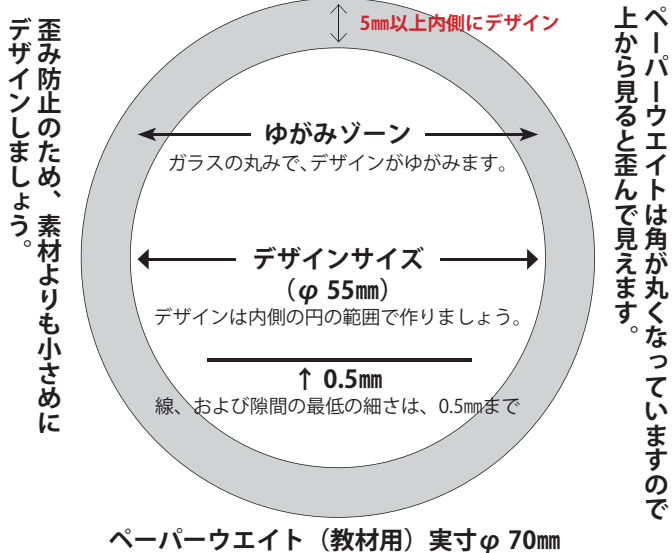 ペーパーウエイトは角が丸くなっていますので
上から見ると歪んで見えます。
5㎜以上内側にデザイン
ゆがみゾーン
ガラスの丸みで、デザインがゆがみます。
デザインサイズ
（φ 55㎜）
デザインは内側の円の範囲で作りましょう。
↑ 0.5㎜
線、および隙間の最低の細さは、0.5㎜まで
歪み防止のため、素材よりも小さめに
デザインしましょう。
ペーパーウエイト（教材用）実寸φ 70㎜